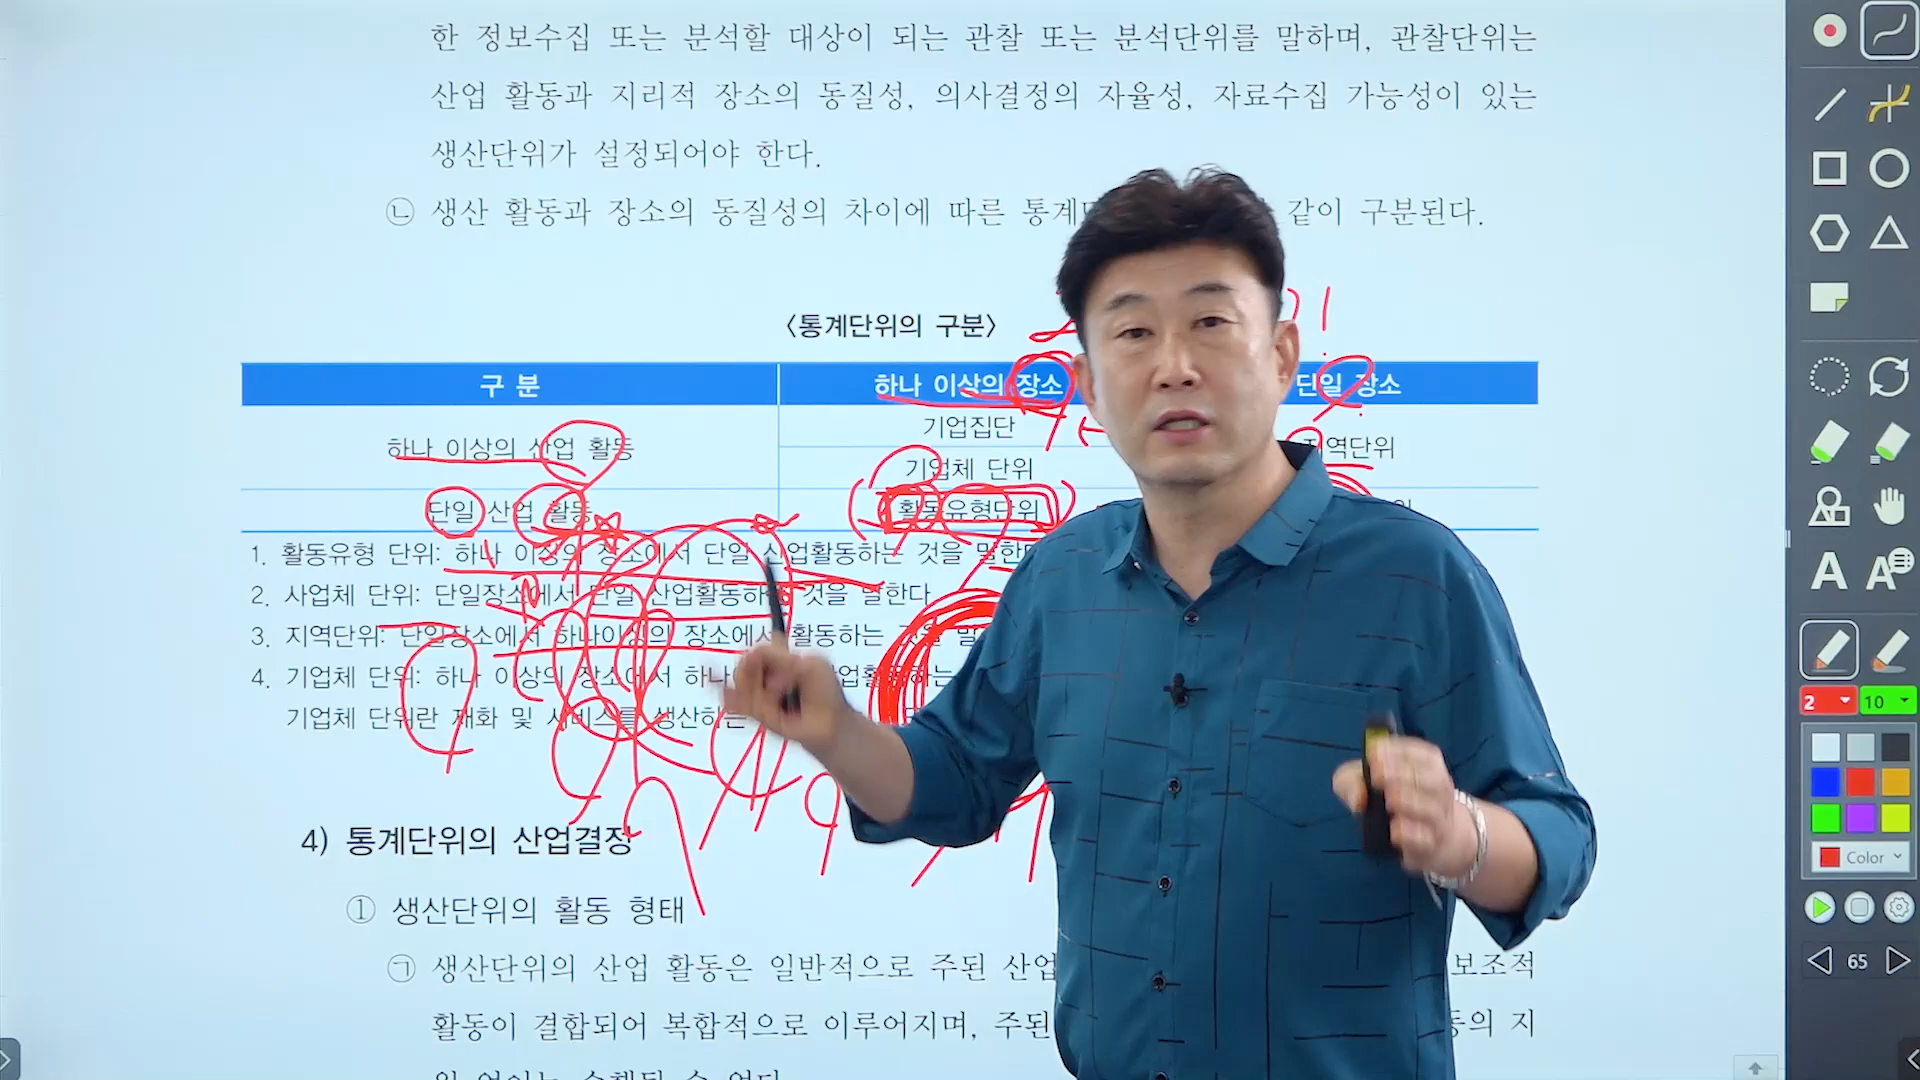 한 정보수집 또는 분석할 대상이 되는 관찰 또는 분석단위를 말하며, 관찰단위는
산업 활동과 지리적 장소의 동질성, 의사결정의 자율성, 자료수집 가능성이 있는
생산단위가 설정되어야 한다.
㉡ 생산 활동과 장소의 동질성의 차이에 따른 같이 구분된다.
〈통계단위의 구분〉
구 분 하나 이상의 장소 단일 장소
하나 이상의 산업 활동 기업집단 지역단위
기업체 단위
단일 산업 활동 활동유형단위
1. 활동유형 단위: 하나 이상의 장소에서 단일 산업활동하는 것을 말한다
2. 사업체 단위: 단일장소에서 단일 산업활동하는 것을 말한다
3. 지역단위: 단일장소에서 하나이상의 장소에서 활동하는 것을
4. 기업체 단위: 하나 이상의 장소에서
기업체 단위란 재화 및 서비스를 생산하는
4) 통계단위의 산업결정
① 생산단위의 활동 형태
㉠ 생산단위의 산업 활동은 일반적으로 주된 산업 보조적
활동이 결합되어 복합적으로 이루어지며, 주된 지
2
10
Color
65